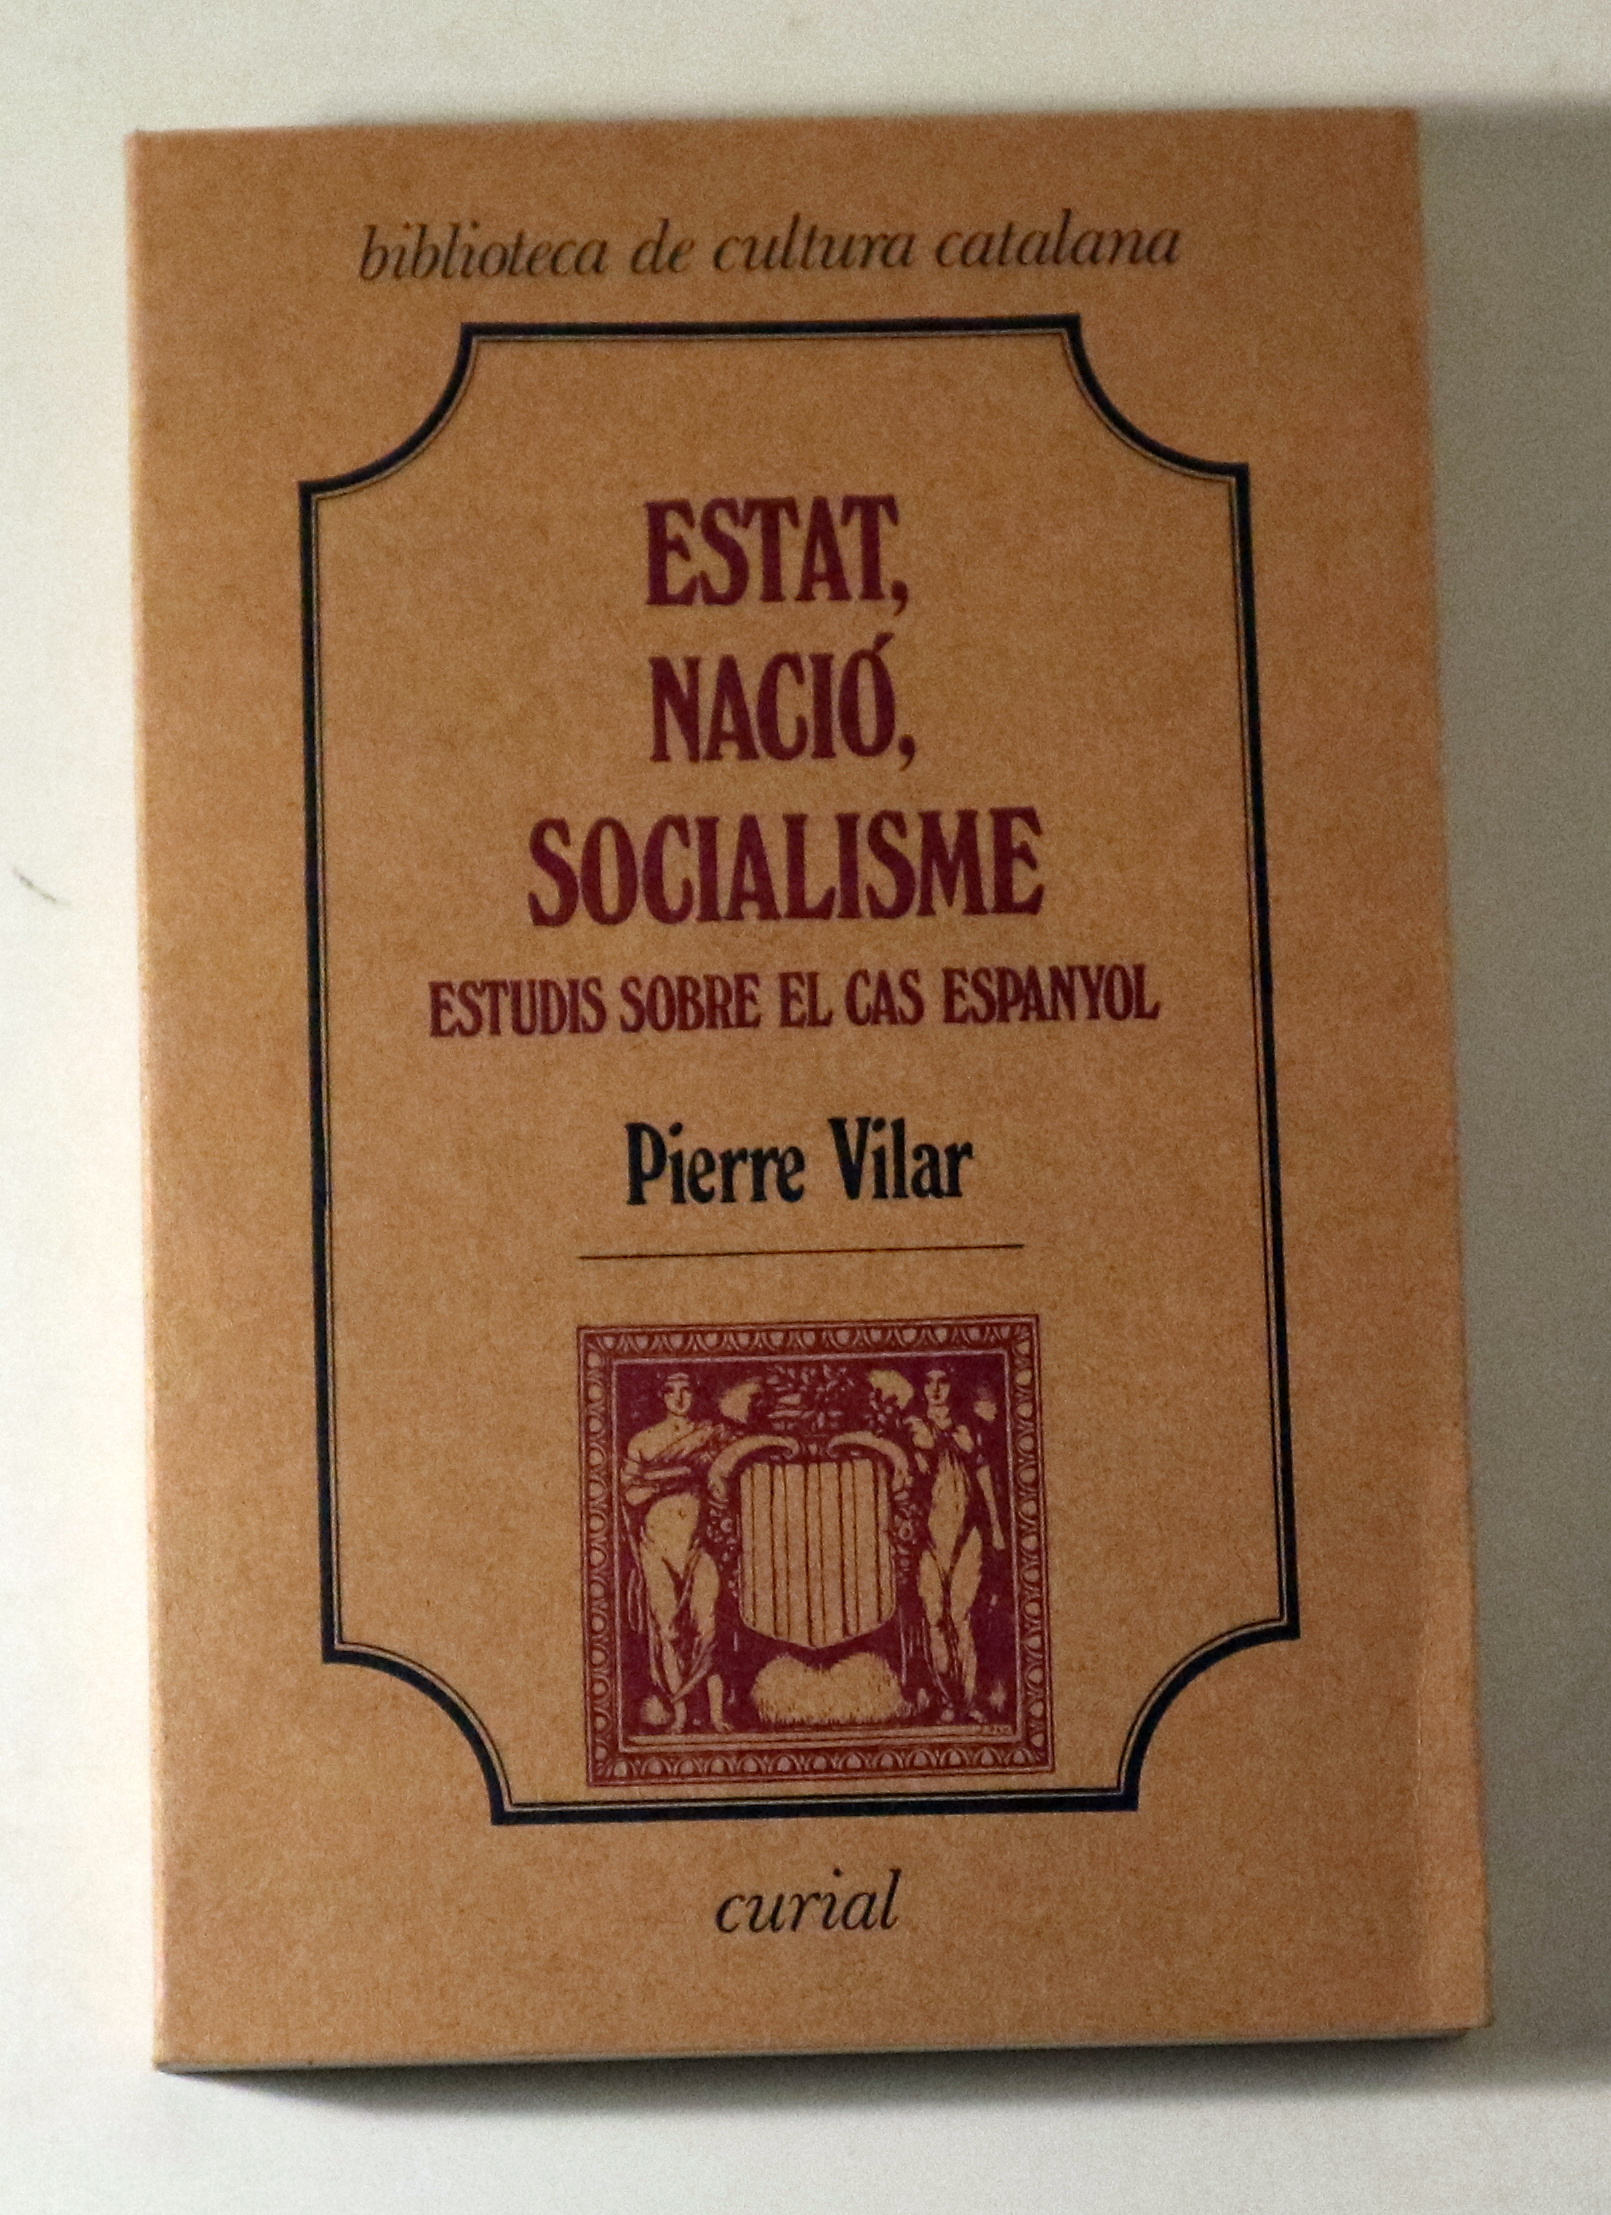 biblioteca de cultura catalana
ESTAT,
NACIÓ,
SOCIALISME
ESTUDIS SOBRE EL CAS ESPANYOL
Pierre Vilar
curial